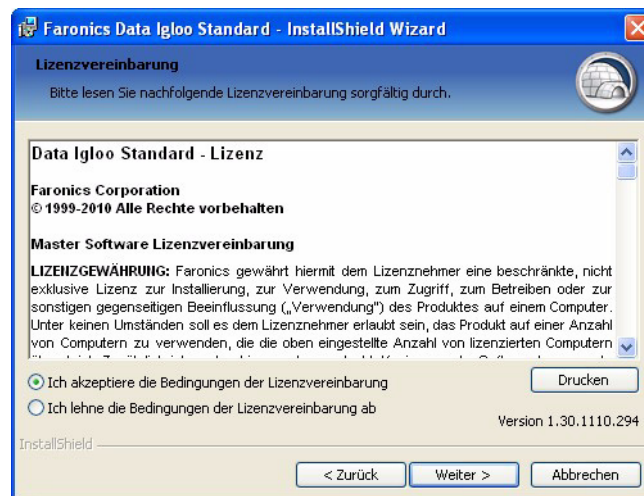 Faronics Data Igloo Standard - InstallShield Wizard
Lizenzvereinbarung
Bitte lesen Sie nachfolgende Lizenzvereinbarung sorgfältig durch.
Data Igloo Standard - Lizenz
Faronics Corporation
© 1999-2010 Alle Rechte vorbehalten
Master Software Lizenzvereinbarung
LIZENZGEWÄHRUNG: Faronics gewährt hiermit dem Lizenznehmer eine beschränkte, nicht
exklusive Lizenz zur Installierung, zur Verwendung, zum Zugriff, zum Betreiben oder zur
sonstigen gegenseitigen Beeinflussung („Verwendung") des Produktes auf einem Computer.
Unter keinen Umständen soll es dem Lizenznehmer erlaubt sein, das Produkt auf einer Anzahl
von Computern zu verwenden, die die oben eingestellte Anzahl von lizenzierten Computern
Ich akzeptiere die Bedingungen der Lizenzvereinbarung
Drucken
Ich lehne die Bedingungen der Lizenzvereinbarung ab
Version 1.30.1110.294
InstallShield
< Zurück
Weiter >
Abbrechen